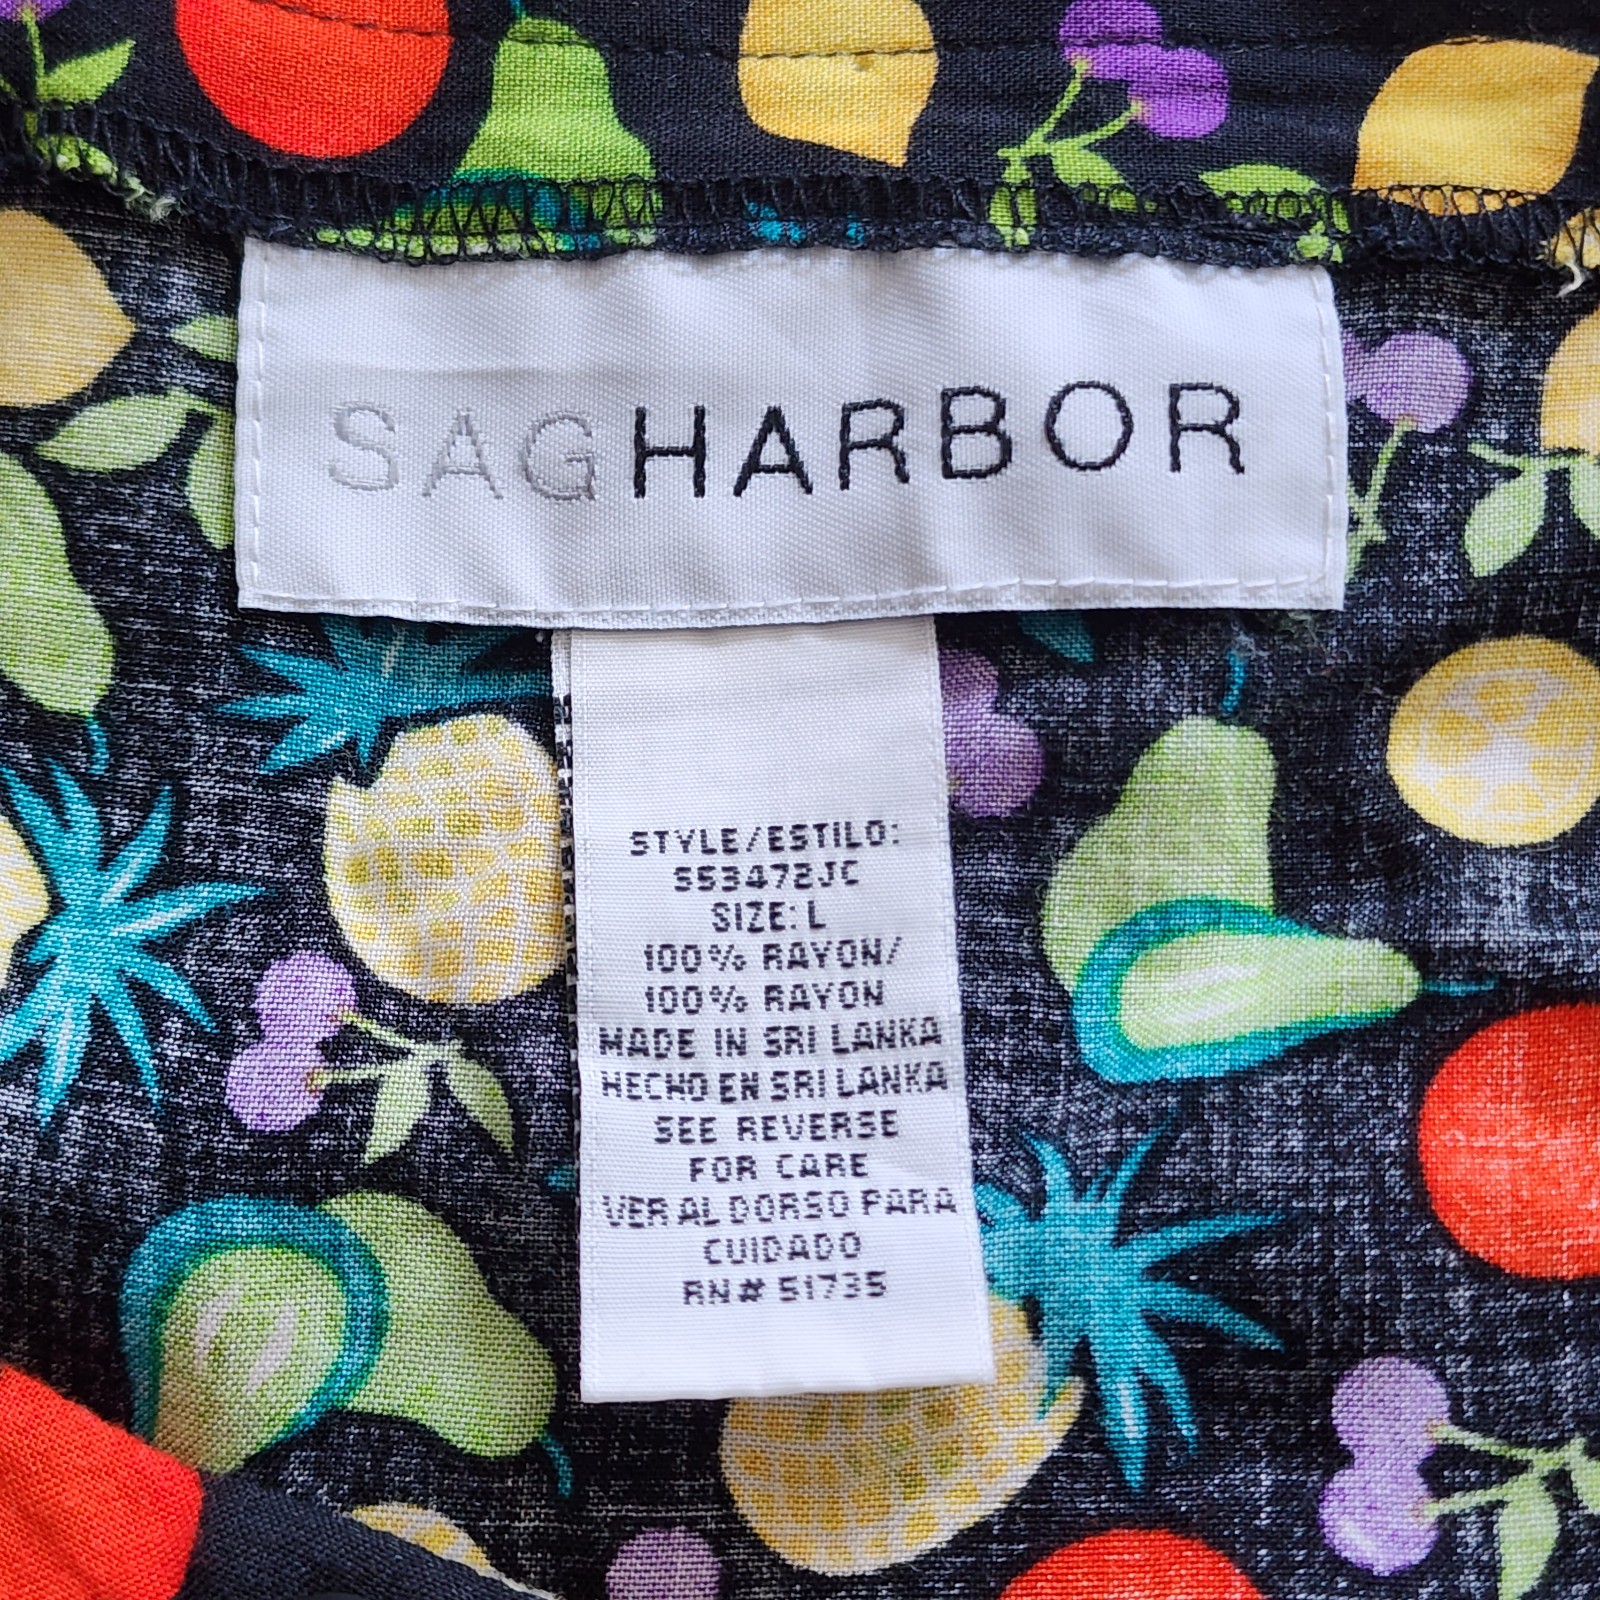 SAGHARBOR
STYLE/ESTILO:
S53472JC
SIZE: L
100% RAYON/
100% RAYON
MADE IN SRI LANKA
HECHO EN SRI LANKA
SEE REVERSE
FOR CARE
VER AL DORSO PARA
CUIDADO
RN# 51735